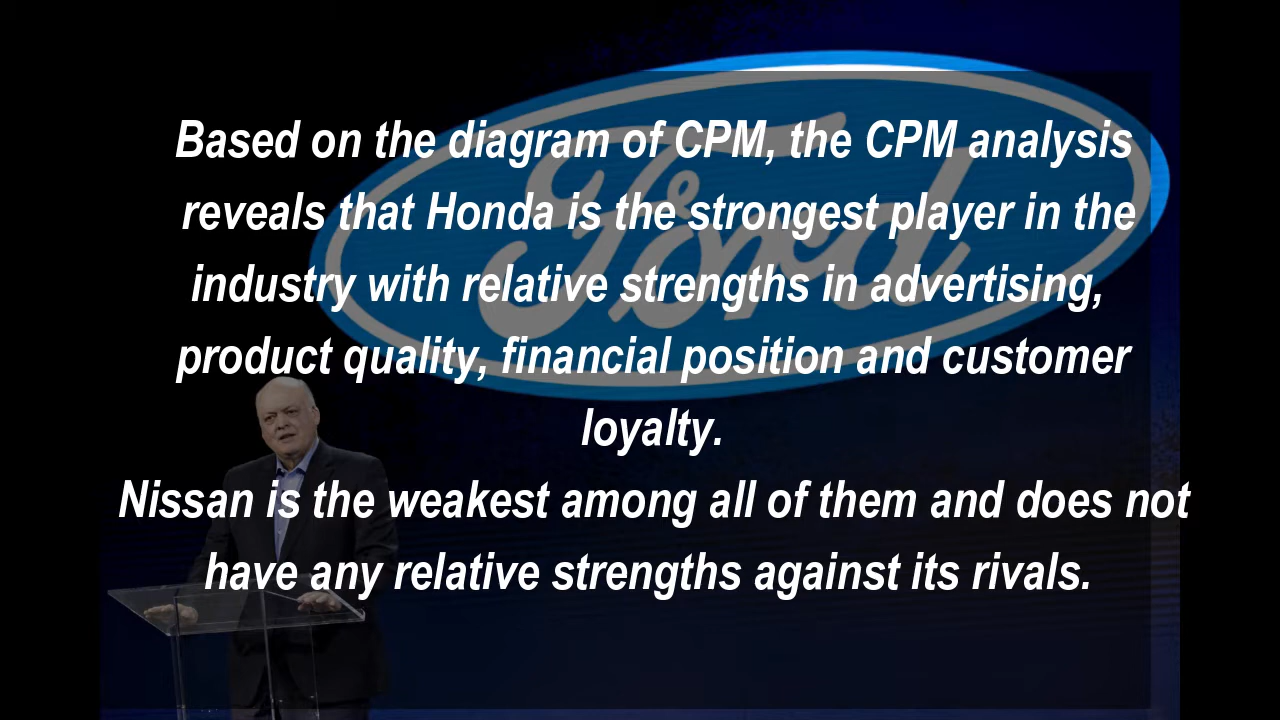 Ford
Based on the diagram of CPM, the CPM analysis
reveals that Honda is the strongest player in the
industry with relative strengths in advertising,
product quality, financial position and customer
loyalty.
Nissan is the weakest among all of them and does not
have any relative strengths against its rivals.